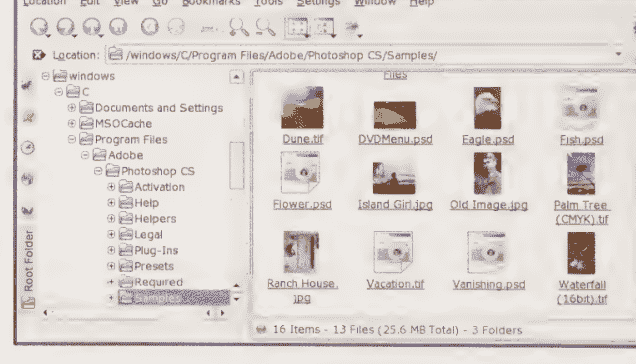 Location Edit View Go Bookmarks Tools Settings Window Help
Location: /windows/C/Program Files/Adobe/Photoshop CS/Samples/
windows
C
Documents and Settings
MSOCache
Program Files
Adobe
Photoshop CS
Activation
Help
Helpers
Legal
Plug-Ins
Presets
Required
Samples
Root Folder
Files
Dune.tif DVDMenu.psd Eagle.psd Fish.psd
Flower.psd Island Girl.jpg Old Image.jpg Palm Tree
(CMYK).tif
Ranch House. Vacation.tif Vanishing.psd Waterfall
jpg (16bit).tif
16 Items - 13 Files (25.6 MB Total) - 3 Folders